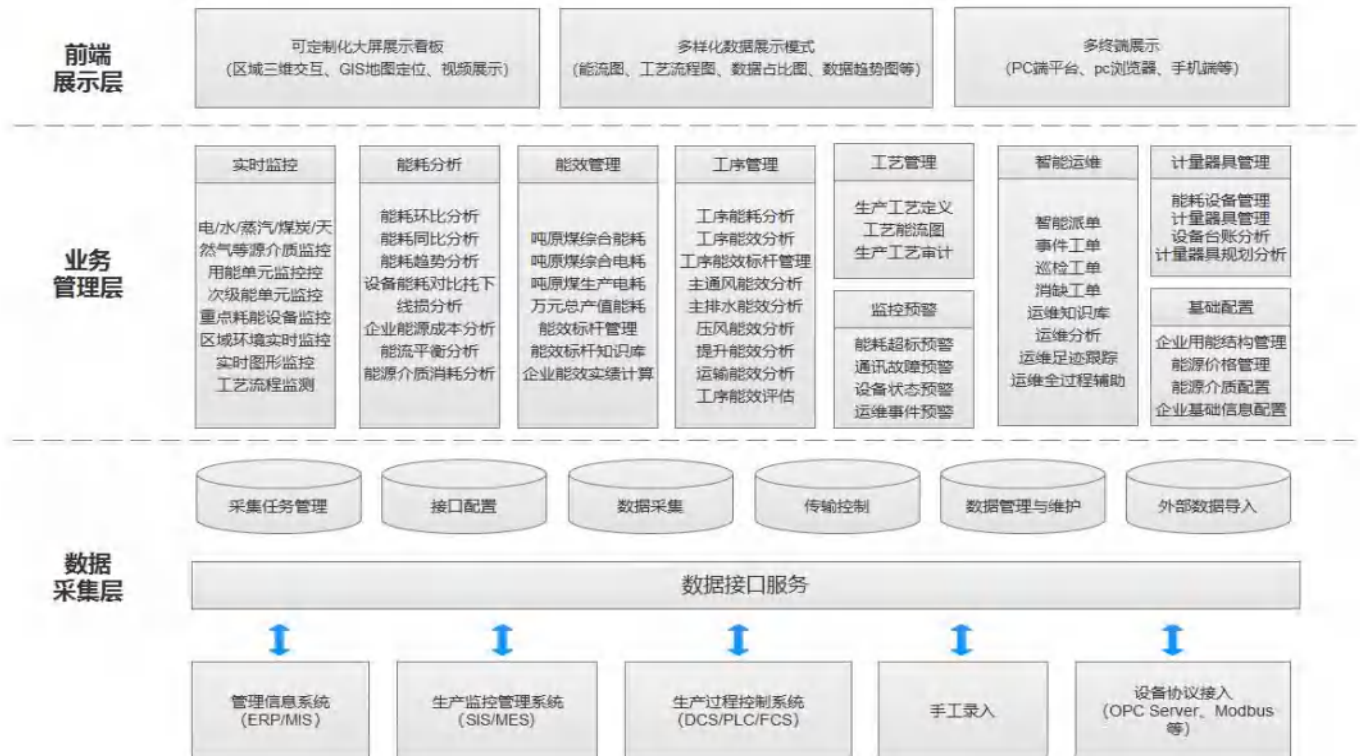 前端
展示层
可定制化大屏展示看板
(区域三维交互、GIS地图定位、视频展示)
多样化数据展示模式
(能流图、工艺流程图、数据占比图、数据趋势图等)
多终端展示
(PC端平台、pc浏览器、手机端等)
业务
管理层
实时监控
电/水/蒸汽/煤炭/天
然气等源介质监控
用能单元监控控
次级能单元监控
重点耗能设备监控
区域环境实时监控
实时图形监控
工艺流程监测
能耗分析
能耗环比分析
能耗同比分析
能耗趋势分析
设备能耗对比托下
线损分析
企业能源成本分析
能流平衡分析
能源介质消耗分析
能效管理
吨原煤综合能耗
吨原煤综合电耗
吨原煤生产电耗
万元总产值能耗
能效标杆管理
能效标杆知识库
企业能效实绩计算
工序管理
工序能耗分析
工序能效分析
工序能效标杆管理
主通风能效分析
主排水能效分析
压风能效分析
提升能效分析
运输能效分析
工序能效评估
工艺管理
生产工艺定义
工艺能流图
生产工艺审计
监控预警
能耗超标预警
通讯故障预警
设备状态预警
运维事件预警
智能运维
智能派单
事件工单
巡检工单
消缺工单
运维知识库
运维分析
运维足迹跟踪
运维全过程辅助
计量器具管理
能耗设备管理
计量器具管理
设备台账分析
计量器具规划分析
基础配置
企业用能结构管理
能源价格管理
能源介质配置
企业基础信息配置
数据
采集层
采集任务管理
接口配置
数据采集
传输控制
数据管理与维护
外部数据导入
数据接口服务
管理信息系统
(ERP/MIS)
生产监控管理系统
(SIS/MES)
生产过程控制系统
(DCS/PLC/FCS)
手工录入
设备协议接入
(OPC Server、Modbus
等)